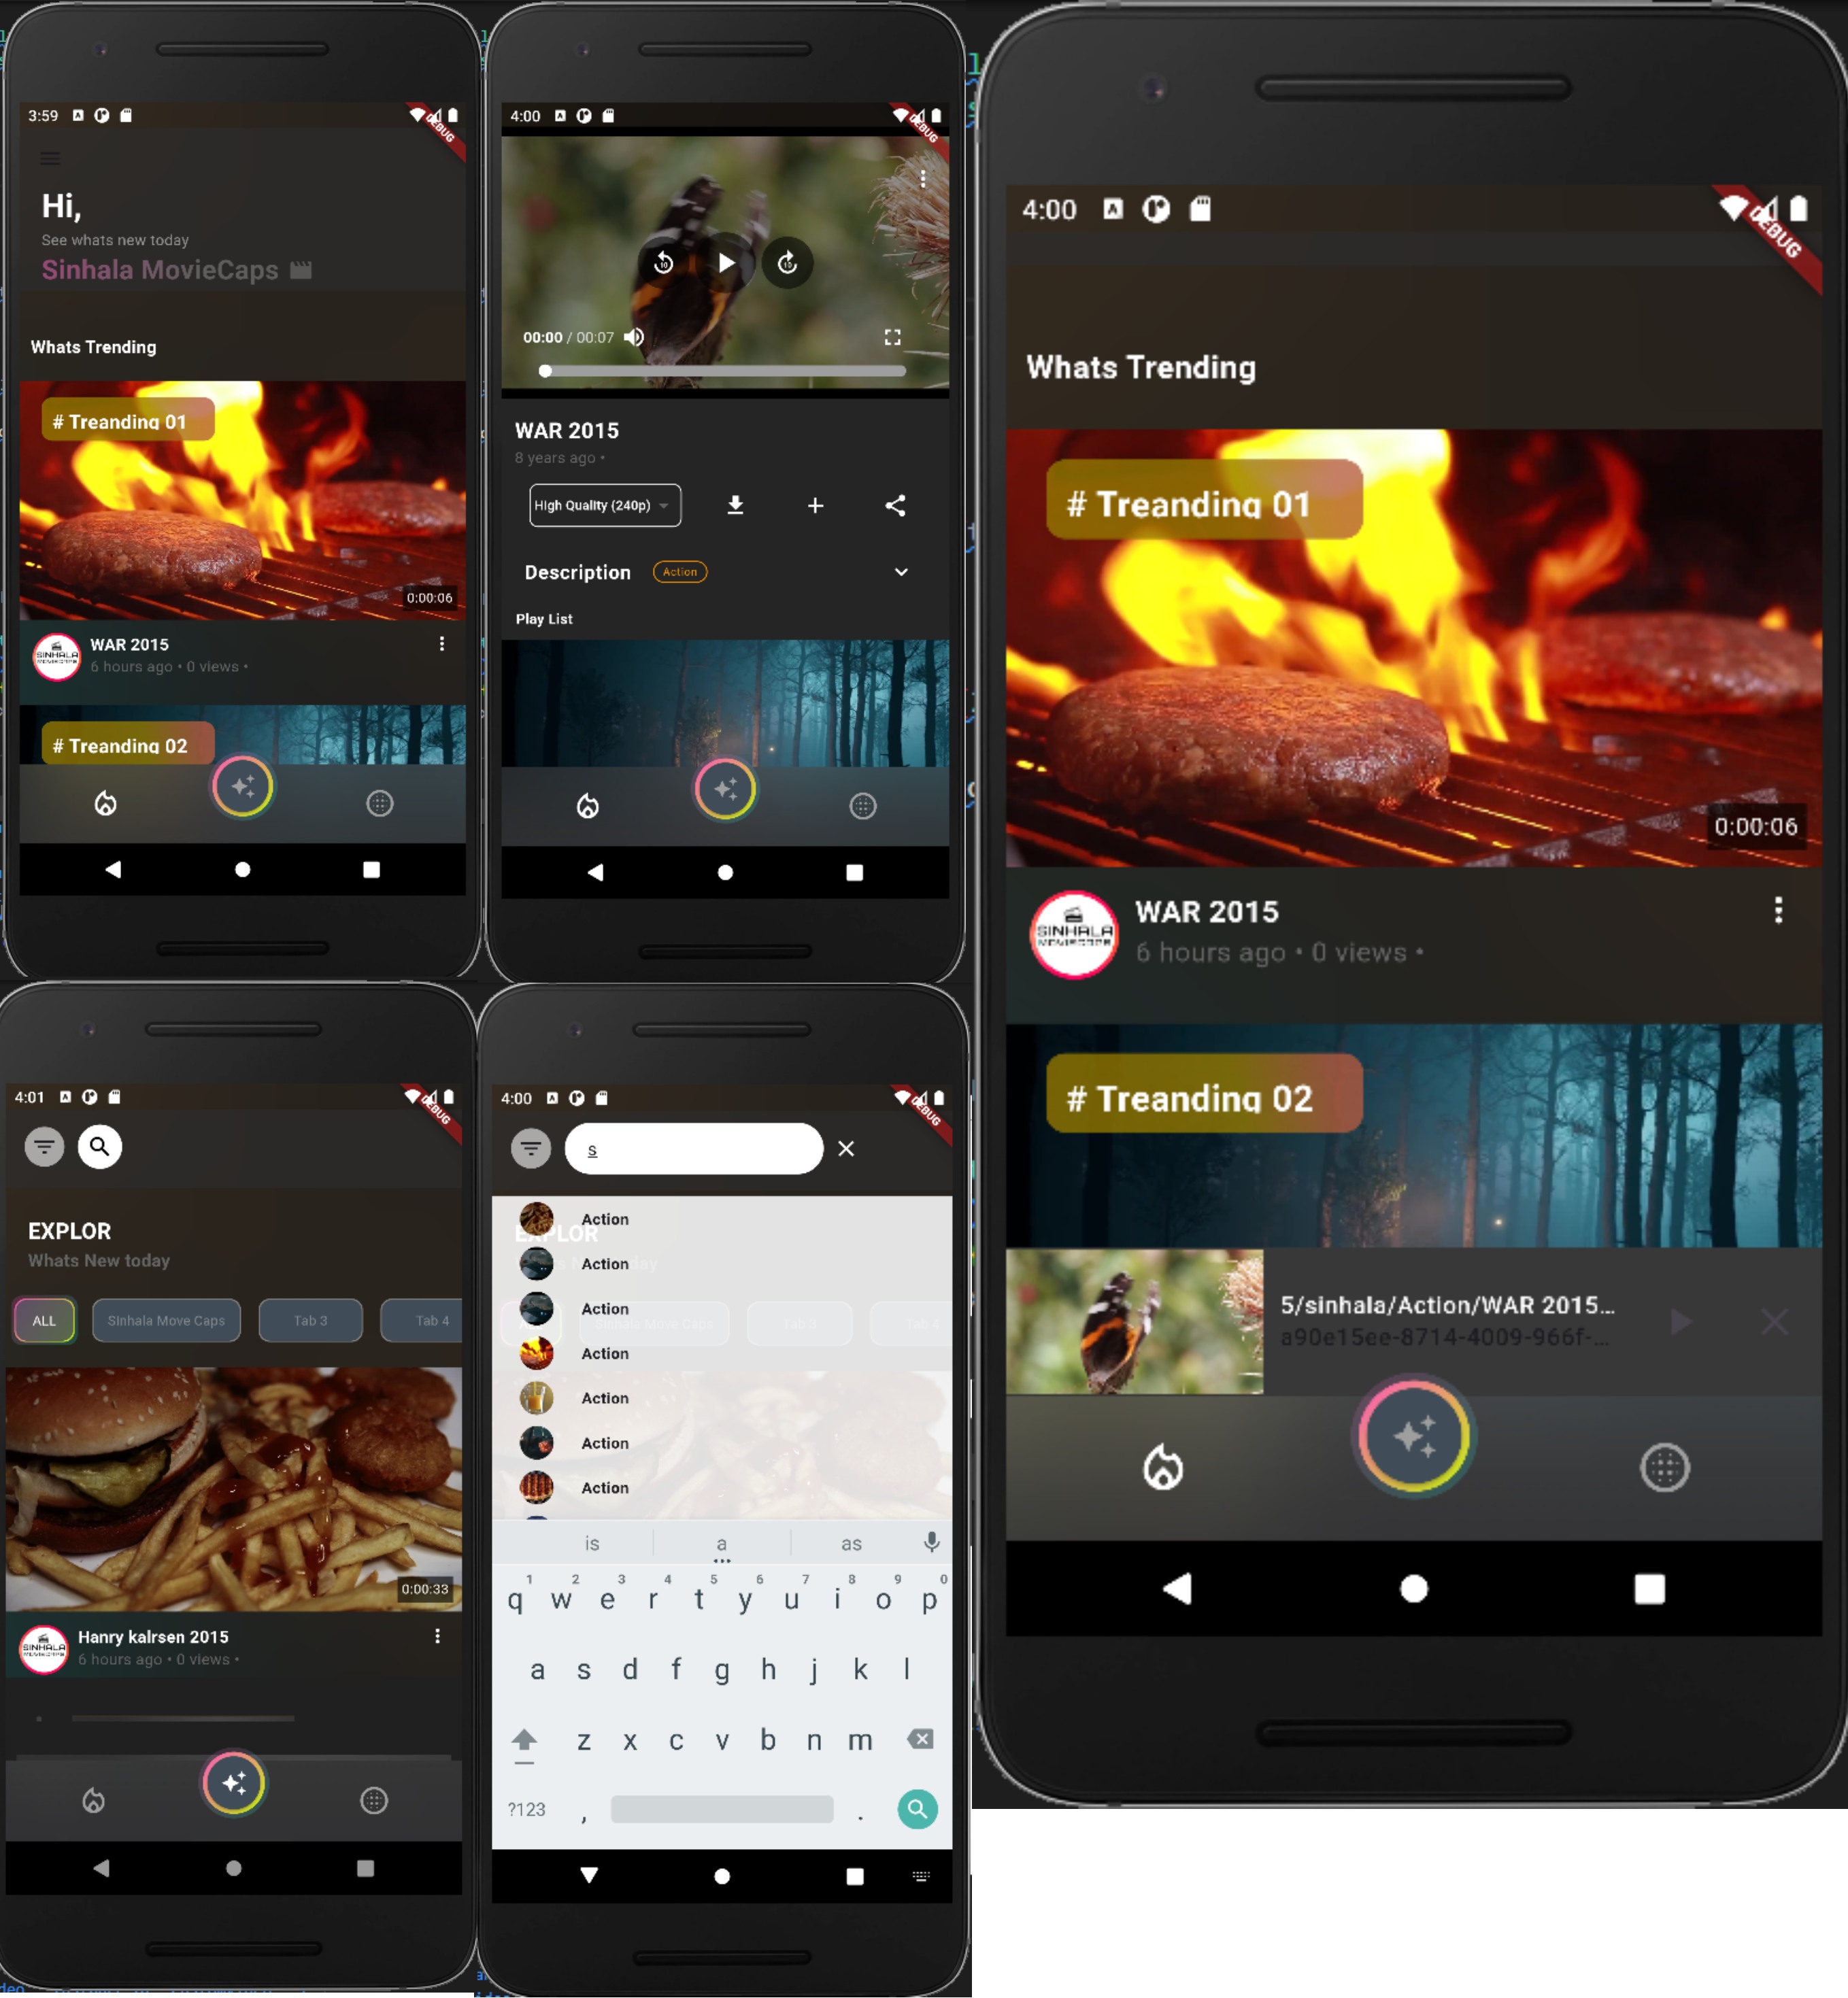 3:59
DEBUG
Hi,
See whats new today
Sinhala MovieCaps
Whats Trending
# Treanding 01
0:00:06
SINHALA
MOVIECAPS
WAR 2015
6 hours ago • 0 views •
# Treanding 02
4:00
DEBUG
10
10
00:00 / 00:07
WAR 2015
8 years ago •
High Quality (240p)
Description
Action
Play List
4:00
DEBUG
Whats Trending
# Treanding 01
0:00:06
SINHALA
MOVIECAPS
WAR 2015
6 hours ago • 0 views •
# Treanding 02
5/sinhala/Action/WAR 2015...
a90e15ee-8714-4009-966f-...
4:01
DEBUG
EXPLOR
Whats New today
ALL
Sinhala Move Caps
Tab 3
Tab 4
0:00:33
SINHALA
MOVIECAPS
Hanry kalrsen 2015
6 hours ago • 0 views •
4:00
DEBUG
s
Action
EXPLOR
Action
Action
Action
Action
Action
Action
is a as
1 2 3 4 5 6 7 8 9 0
q w e r t y u i o p
a s d f g h j k l
z x c v b n m
?123 , .